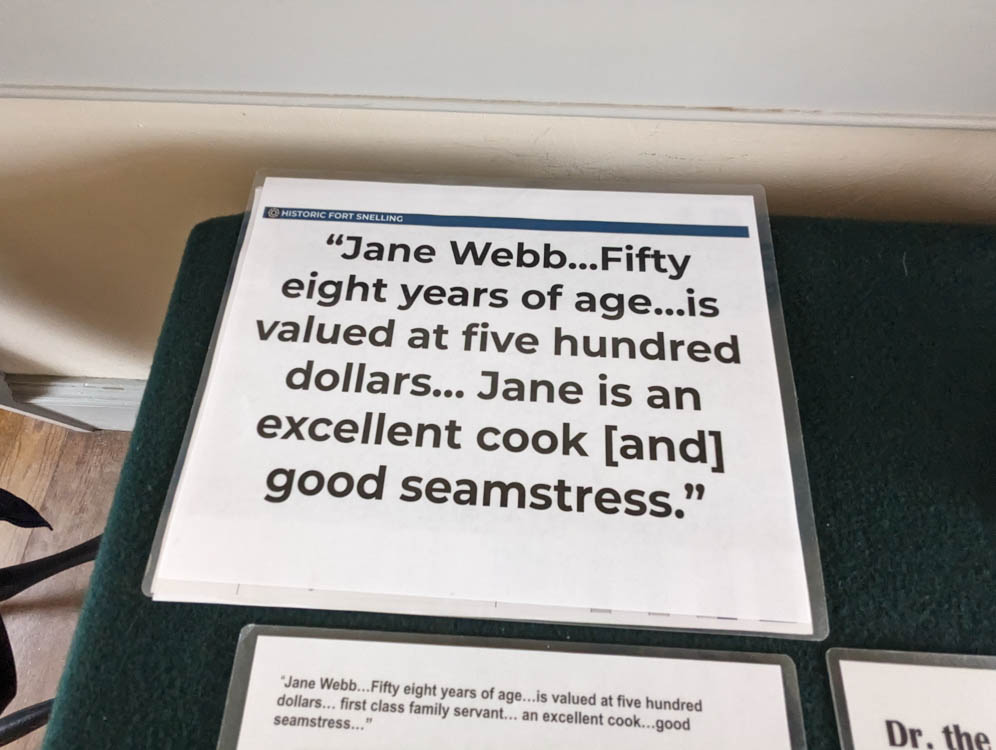 HISTORIC FORT SNELLING
“Jane Webb...Fifty
eight years of age...is
valued at five hundred
dollars... Jane is an
excellent cook [and]
good seamstress.”
“Jane Webb...Fifty eight years of age...is valued at five hundred
dollars... first class family servant... an excellent cook...good
seamstress...”
Dr. the